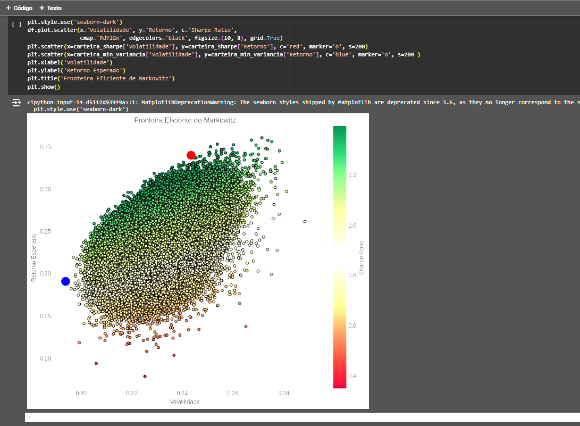 + Código + Texto
[ ] plt.style.use('seaborn-dark')
df.plot.scatter(x='Volatilidade', y='Retorno', c='Sharpe Ratio',
cmap='RdYlGn', edgecolors='black', figsize=(10, 8), grid=True)
plt.scatter(x=carteira_sharpe['Volatilidade'], y=carteira_sharpe['Retorno'], c='red', marker='o', s=200)
plt.scatter(x=carteira_min_variancia['Volatilidade'], y=carteira_min_variancia['Retorno'], c='blue', marker='o', s=200 )
plt.xlabel('Volatilidade')
plt.ylabel('Retorno Esperado')
plt.title('Fronteira Eficiente de Markowitz')
plt.show()
MatplotlibDeprecationWarning: The seaborn styles shipped by Matplotlib are deprecated since 3.6, as they no longer correspond to the s
plt.style.use('seaborn-dark')
Fronteira Eficiente de Markowitz
0.35
0.30
0.25
0.20
0.15
0.10
Retorno Esperado
0.20 0.22 0.24 0.26 0.28
Volatilidade
1.2
1.0
0.8
0.6
0.4
Sharpe Ratio